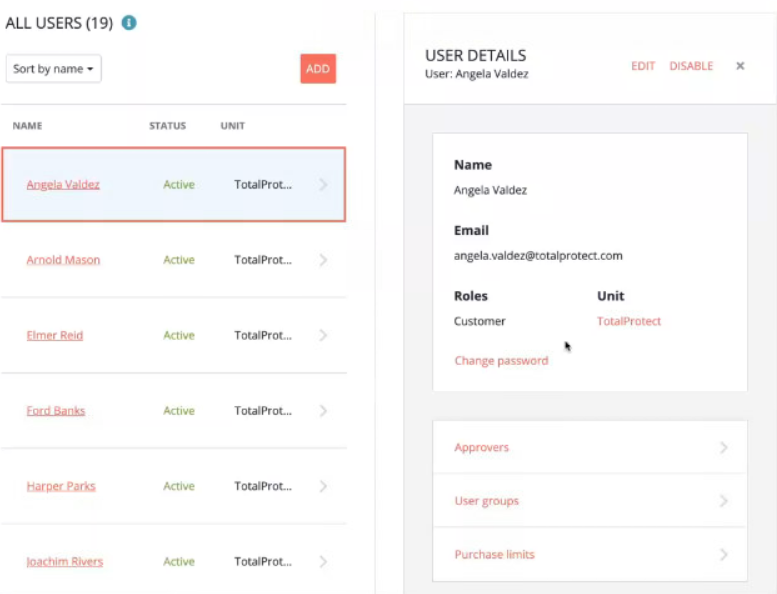 ALL USERS (19)
Sort by name
ADD
NAME STATUS UNIT
Angela Valdez Active TotalProt...
Arnold Mason Active TotalProt...
Elmer Reid Active TotalProt...
Ford Banks Active TotalProt...
Harper Parks Active TotalProt...
Joachim Rivers Active TotalProt...
USER DETAILS
User: Angela Valdez
EDIT DISABLE ×
Name
Angela Valdez
Email
angela.valdez@totalprotect.com
Roles Unit
Customer TotalProtect
Change password
Approvers
User groups
Purchase limits